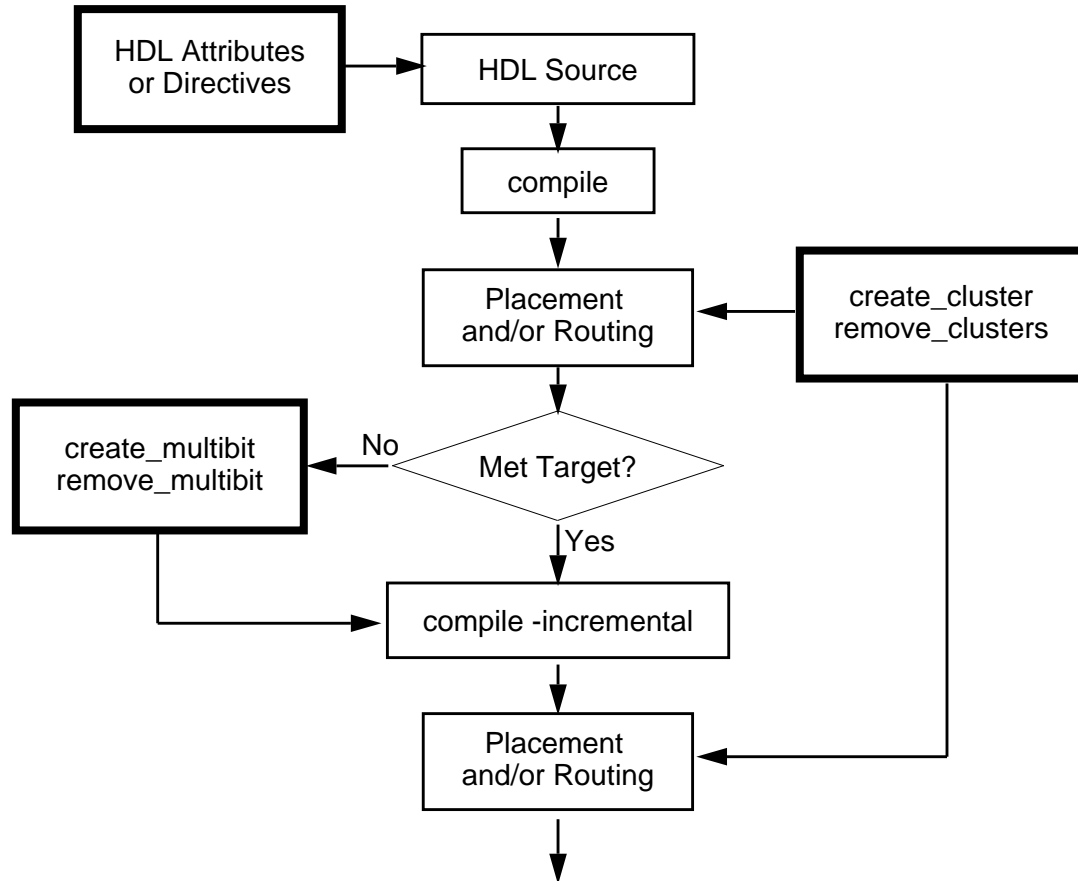 HDL Attributes
or Directives
HDL Source
compile
Placement
and/or Routing
create_cluster
remove_clusters
No
create_multibit
remove_multibit
Met Target?
Yes
compile -incremental
Placement
and/or Routing